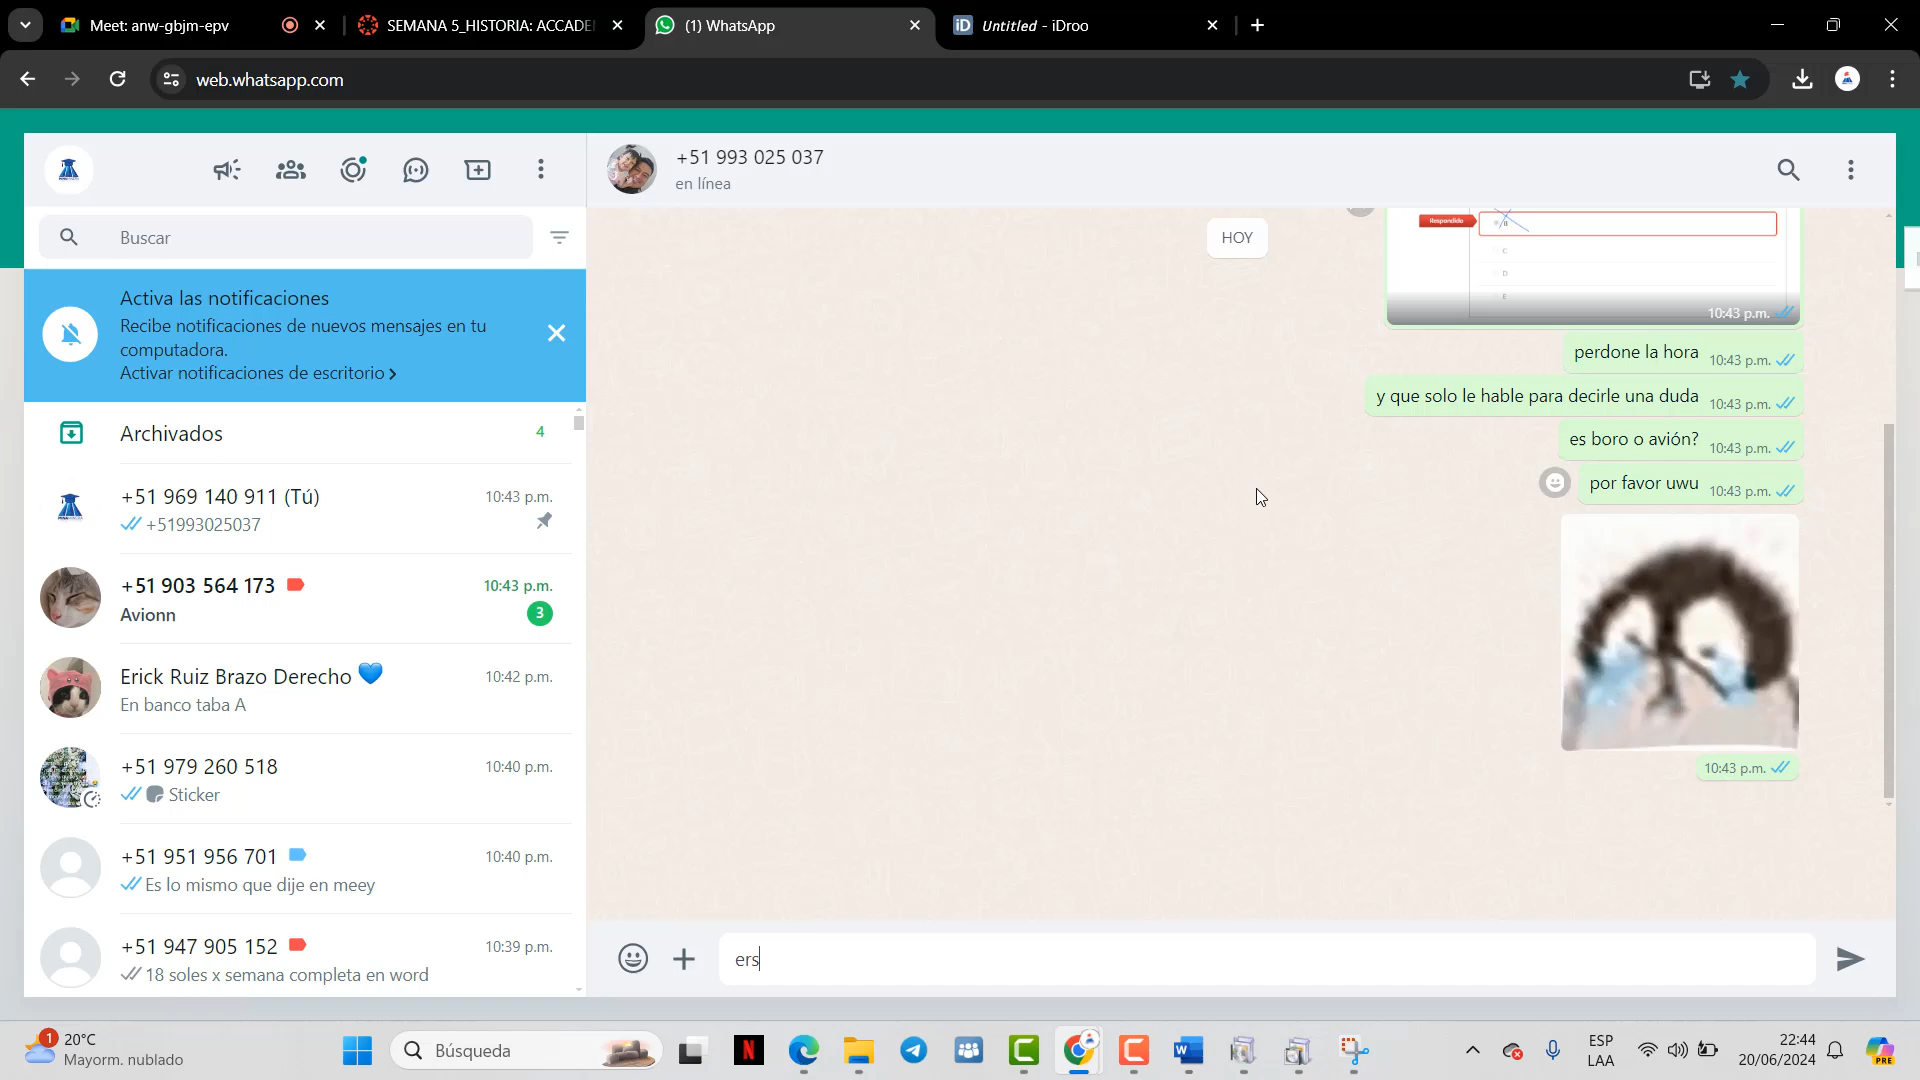 Meet: anw-gbjm-epv
SEMANA 5_HISTORIA: ACCADE
(1) WhatsApp
Untitled - iDroo
web.whatsapp.com
+51 993 025 037
en línea
Buscar
HOY
Respondido
B
C
D
E
10:43 p.m.
Activa las notificaciones
Recibe notificaciones de nuevos mensajes en tu
computadora.
Activar notificaciones de escritorio
perdone la hora 10:43 p.m.
y que solo le hable para decirle una duda 10:43 p.m.
es boro o avión? 10:43 p.m.
por favor uwu 10:43 p.m.
10:43 p.m.
Archivados 4
+51 969 140 911 (Tú) 10:43 p.m.
+51993025037
+51 903 564 173 10:43 p.m.
Avionn 3
Erick Ruiz Brazo Derecho 💙 10:42 p.m.
En banco taba A
+51 979 260 518 10:40 p.m.
Sticker
+51 951 956 701 10:40 p.m.
Es lo mismo que dije en meey
+51 947 905 152 10:39 p.m.
18 soles x semana completa en word
ers
1
20°C
Mayorm. nublado
Búsqueda
ESP
LAA
22:44
20/06/2024
PRE